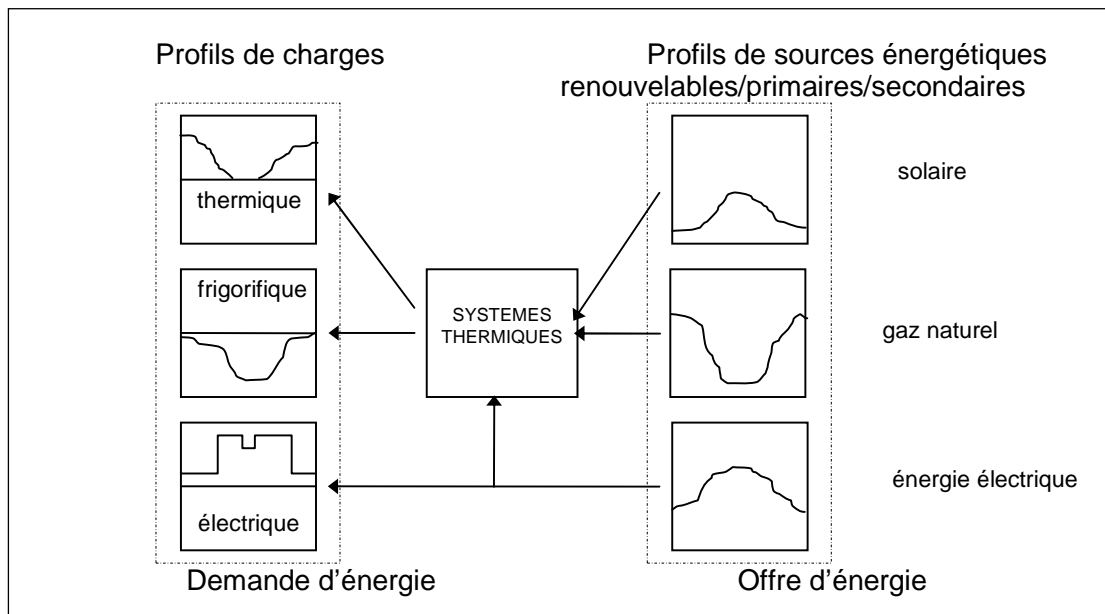 Profils de charges
Profils de sources énergétiques
renouvelables/primaires/secondaires
thermique
frigorifique
électrique
SYSTEMES
THERMIQUES
solaire
gaz naturel
énergie électrique
Demande d’énergie
Offre d’énergie